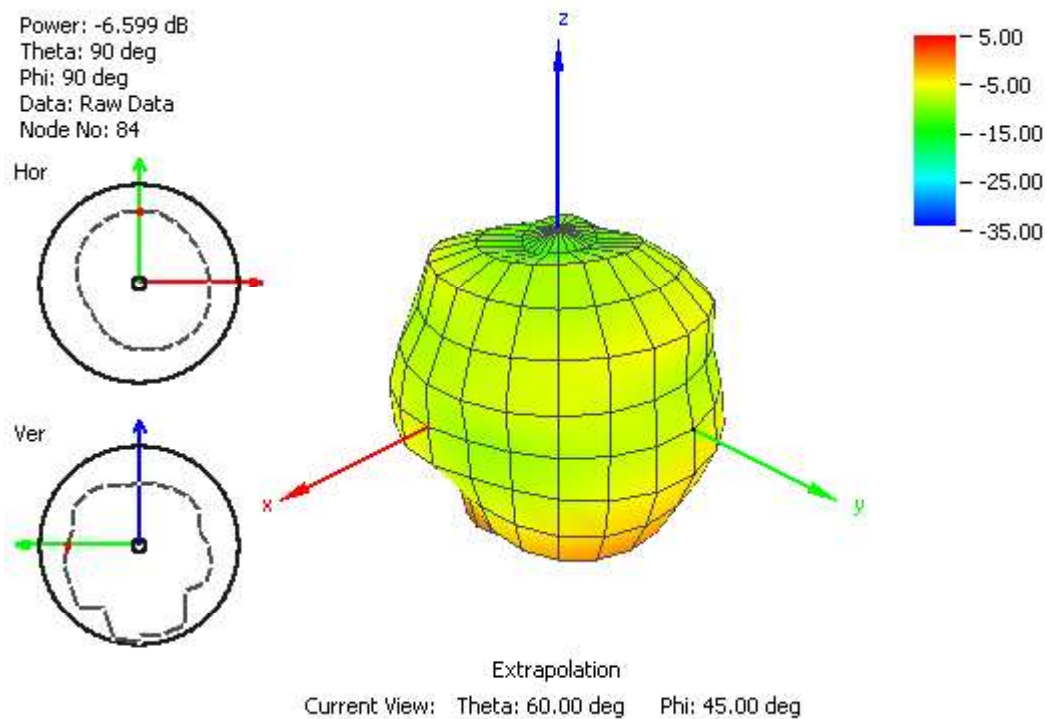 Power: -6.599 dB
Theta: 90 deg
Phi: 90 deg
Data: Raw Data
Node No: 84
Hor
Ver
z
x
y
5.00
-5.00
-15.00
-25.00
-35.00
Extrapolation
Current View: Theta: 60.00 deg Phi: 45.00 deg